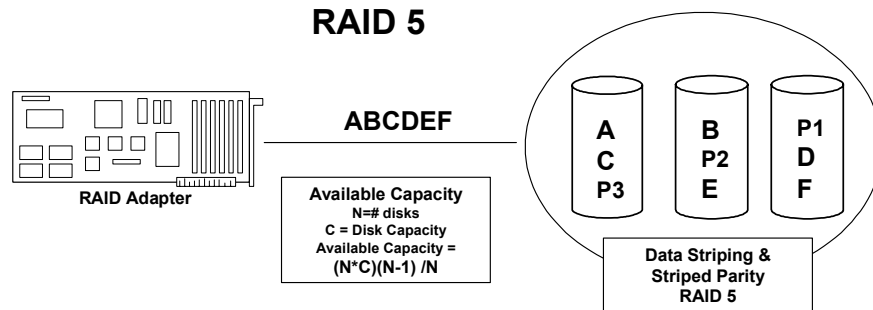 RAID 5
RAID Adapter
ABCDEF
Available Capacity
N=# disks
C = Disk Capacity
Available Capacity =
(N*C)(N-1) /N
A
C
P3
B
P2
E
P1
D
F
Data Striping &
Striped Parity
RAID 5